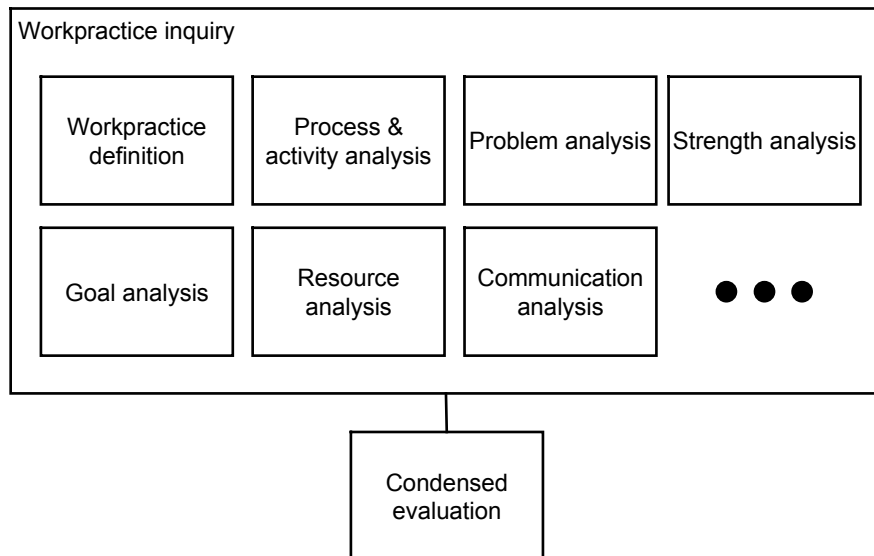 Workpractice inquiry
Workpractice
definition
Process &
activity analysis
Problem analysis
Strength analysis
Goal analysis
Resource
analysis
Communication
analysis
Condensed
evaluation